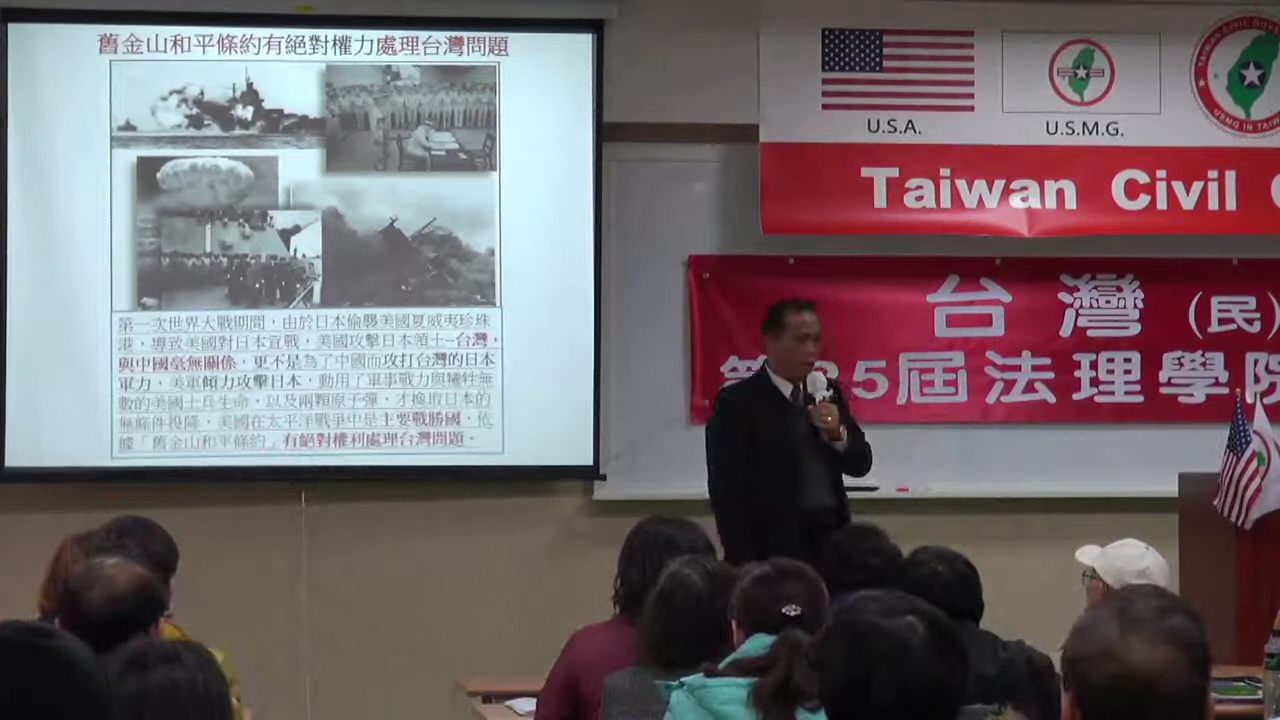 舊金山和平條約有絕對權力處理台灣問題
第一次世界大戰期間，由於日本偷襲美國夏威夷珍珠
港，導致美國對日本宣戰，美國攻擊日本領土--台灣，
與中國毫無關係，更不是為了中國而攻打台灣的日本
軍力，美軍傾力攻擊日本，動用了軍事戰力與犧牲無
數的美國士兵生命，以及兩顆原子彈，才換取日本的
無條件投降，美國在太平洋戰爭中是主要戰勝國，依
據「舊金山和平條約」有絕對權利處理台灣問題。
U.S.A.
U.S.M.G.
TAIWAN CIVIL
USMG IN
Taiwan Civil
台灣（民）
35屆法理學院